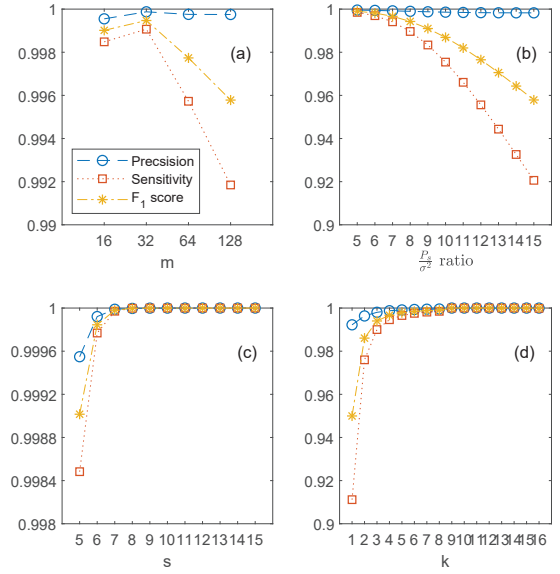 1
0.998
0.996
0.994
0.992
0.99
(a)
Precsision
Sensitivity
F1 score
16 32 64 128
m
1
0.98
0.96
0.94
0.92
0.9
(b)
5 6 7 8 9 10 11 12 13 14 15
Ps/σ² ratio
1
0.9996
0.9992
0.9988
0.9984
0.998
(c)
5 6 7 8 9 10 11 12 13 14 15
s
1
0.98
0.96
0.94
0.92
0.9
(d)
1 2 3 4 5 6 7 8 9 10 11 12 13 14 15 16
k